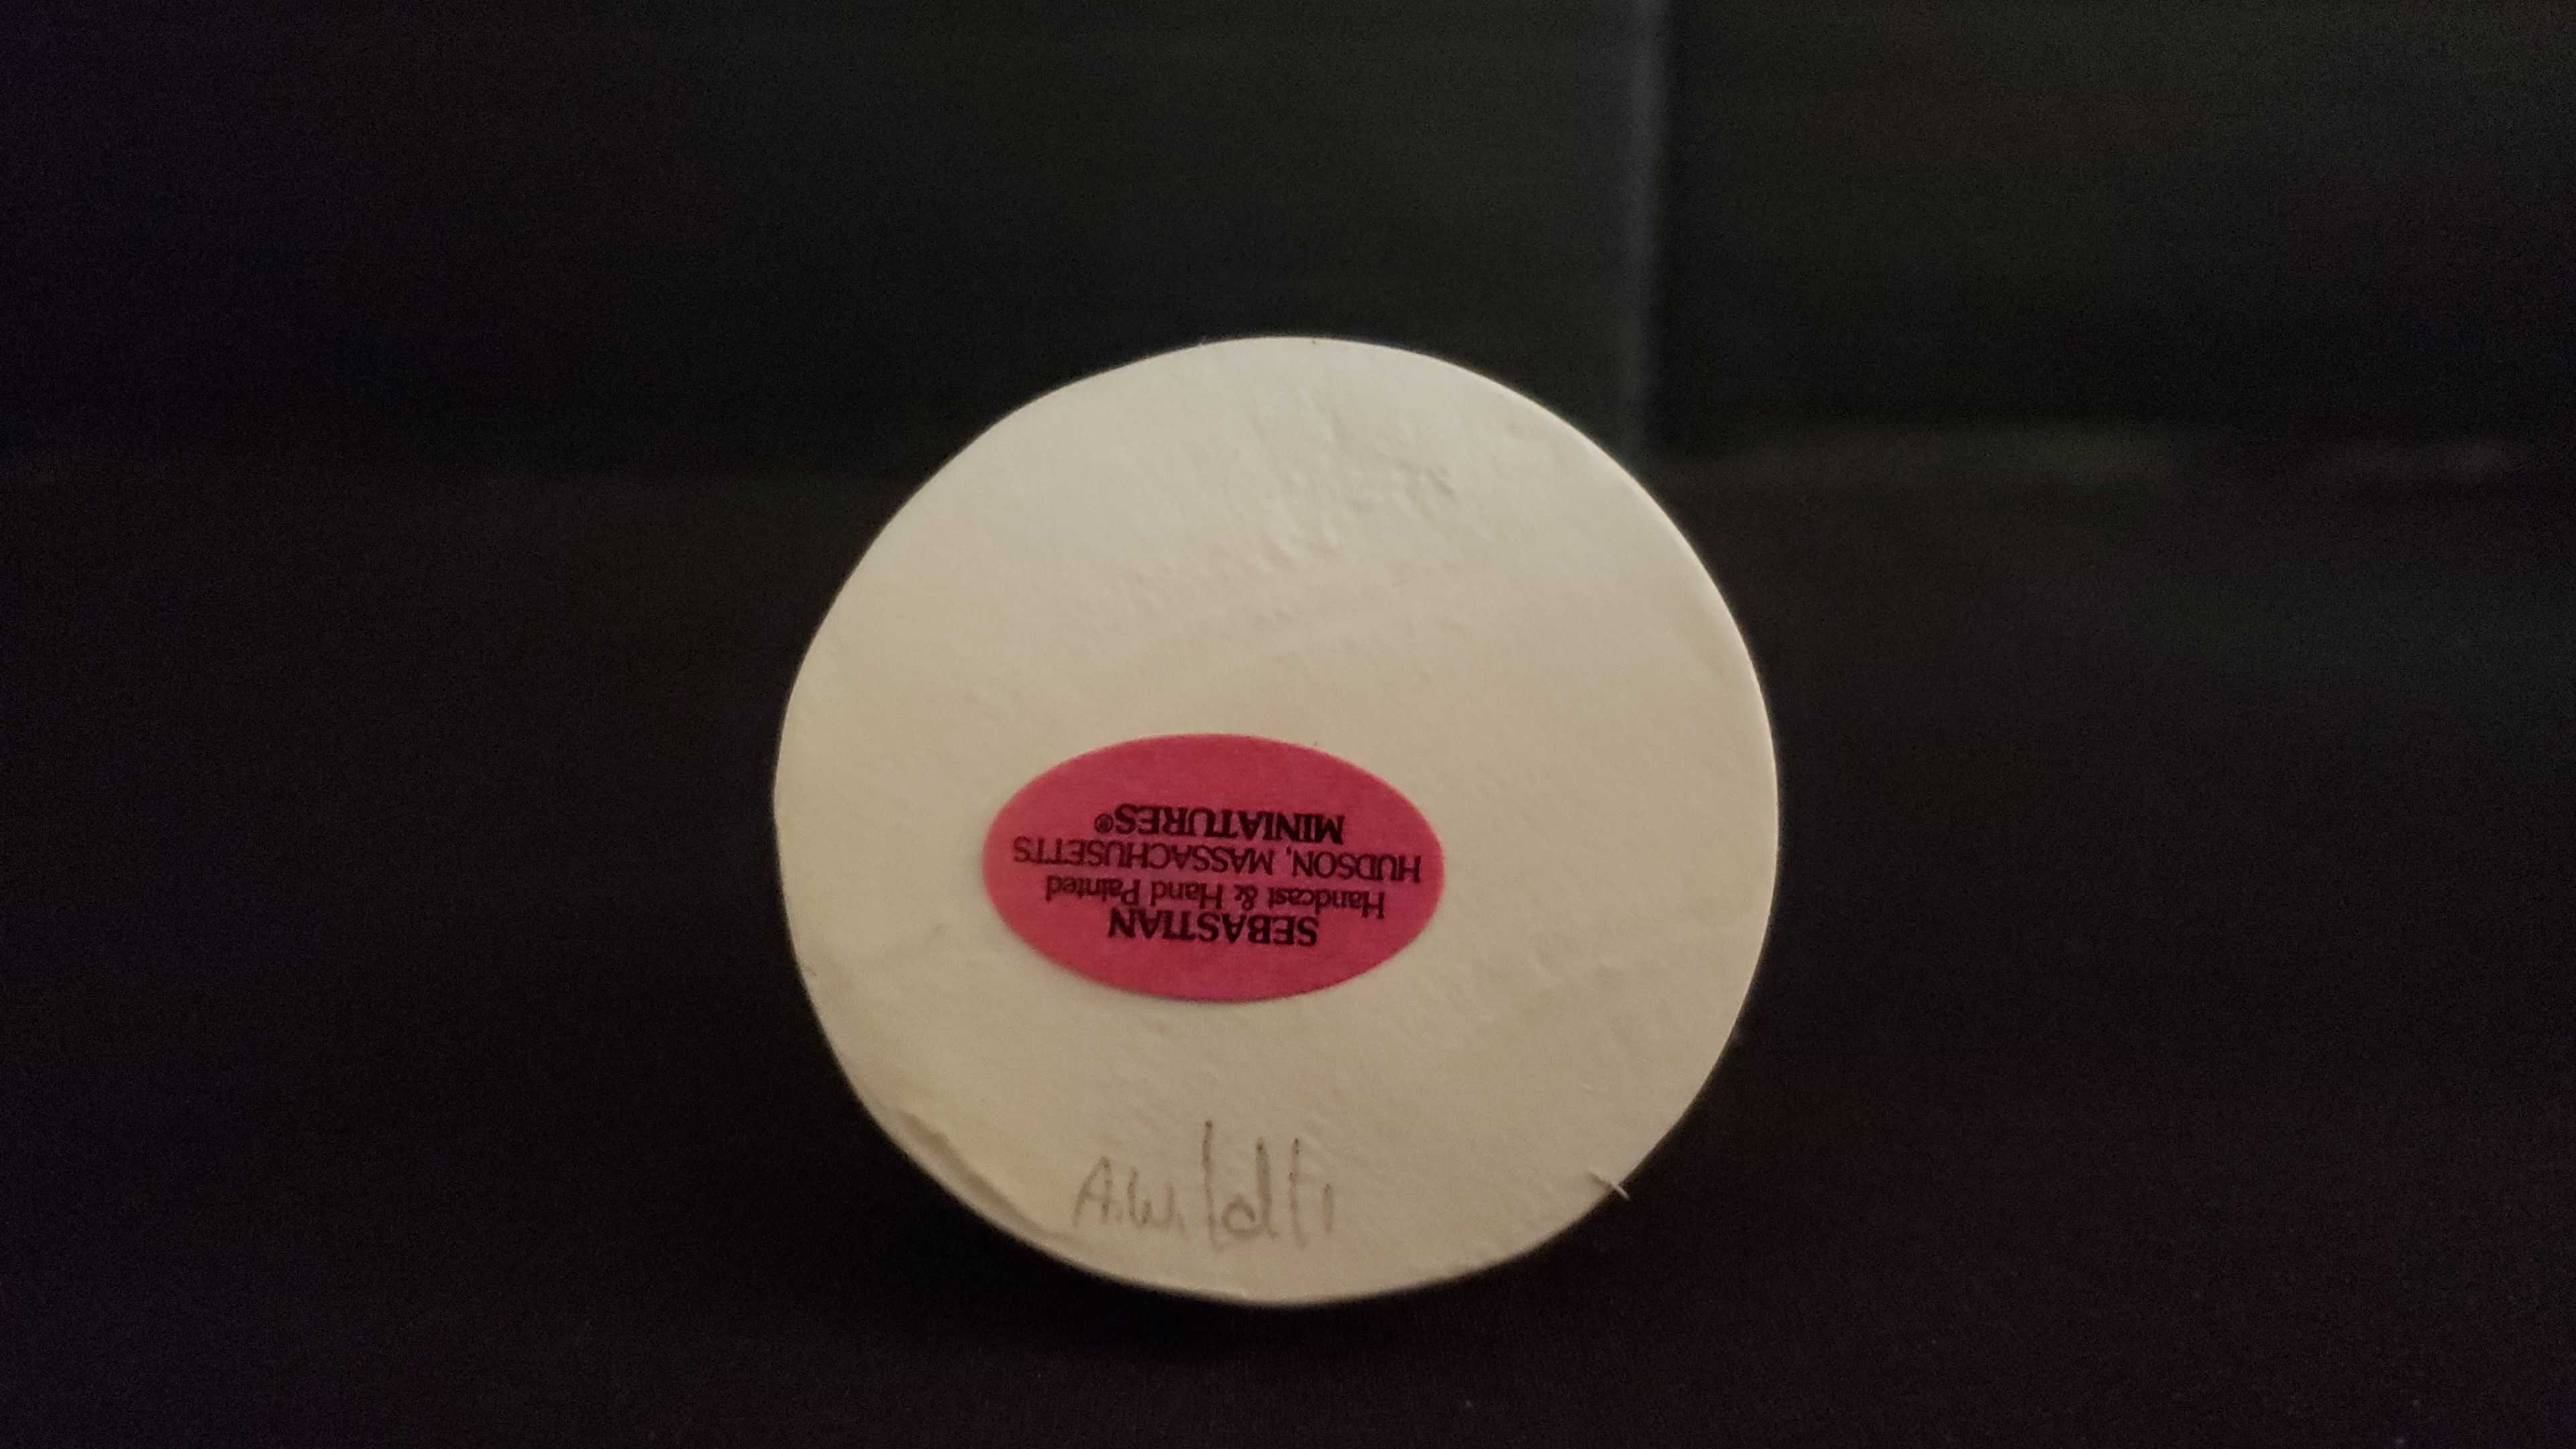 SEBASTIAN
Handcast & Hand Painted
HUDSON, MASSACHUSETTS
MINIATURES®